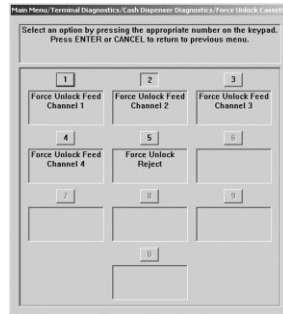 Main Menu/Terminal Diagnostics/Cash Dispenser Diagnostics/Force Unlock Cassett
Select an option by pressing the appropriate number on the keypad.
Press ENTER or CANCEL to return to previous menu.
1 2 3
Force Unlock Feed Channel 1
Force Unlock Feed Channel 2
Force Unlock Feed Channel 3
4 5 6
Force Unlock Feed Channel 4
Force Unlock Reject
7 8 9
0